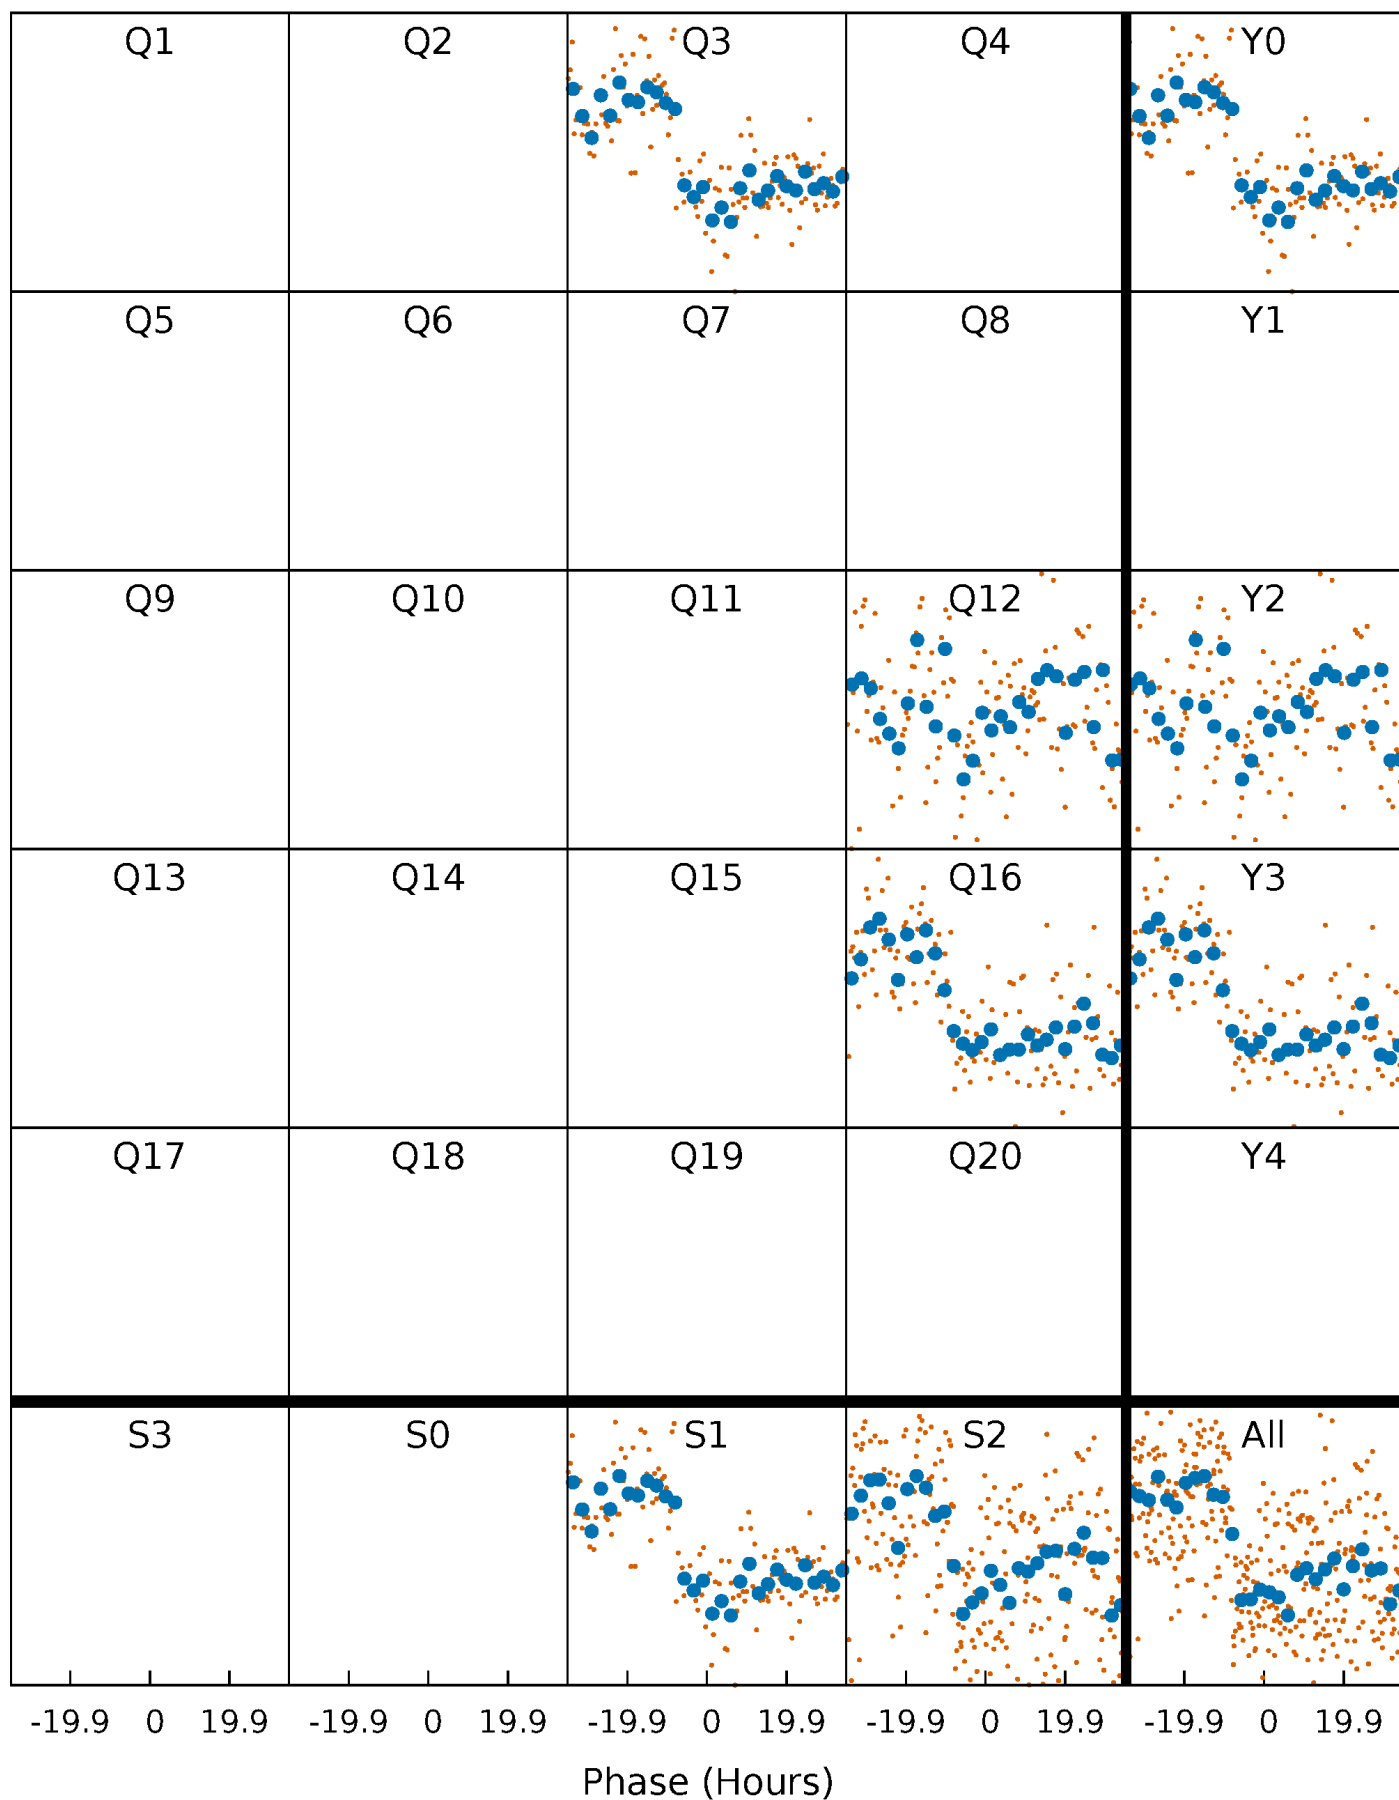 Q1 Q2 Q3 Q4 Y0
Q5 Q6 Q7 Q8 Y1
Q9 Q10 Q11 Q12 Y2
Q13 Q14 Q15 Q16 Y3
Q17 Q18 Q19 Q20 Y4
S3 S0 S1 S2 All
-19.9 0 19.9 -19.9 0 19.9 -19.9 0 19.9 -19.9 0 19.9 -19.9 0 19.9
Phase (Hours)